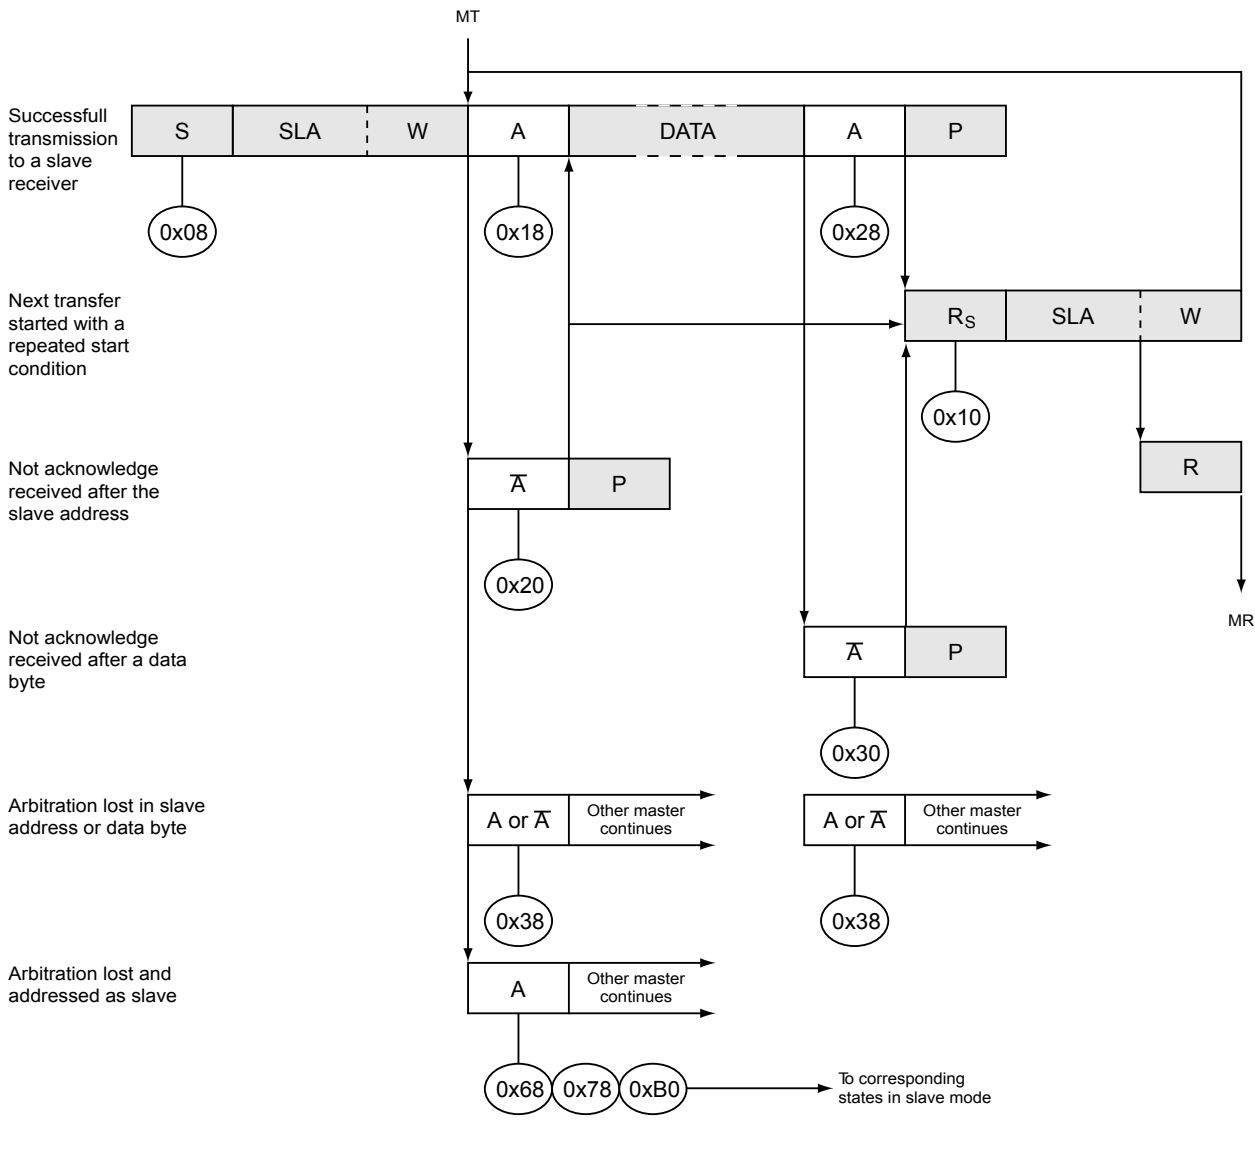 MT
Successfull
transmission
to a slave
receiver
S
SLA
W
A
DATA
A
P
0x08
0x18
0x28
Next transfer
started with a
repeated start
condition
RS
SLA
W
0x10
Not acknowledge
received after the
slave address
A̅
P
R
0x20
MR
Not acknowledge
received after a data
byte
A̅
P
0x30
Arbitration lost in slave
address or data byte
A or A̅
Other master
continues
A or A̅
Other master
continues
0x38
0x38
Arbitration lost and
addressed as slave
A
Other master
continues
0x68
0x78
0xB0
To corresponding
states in slave mode